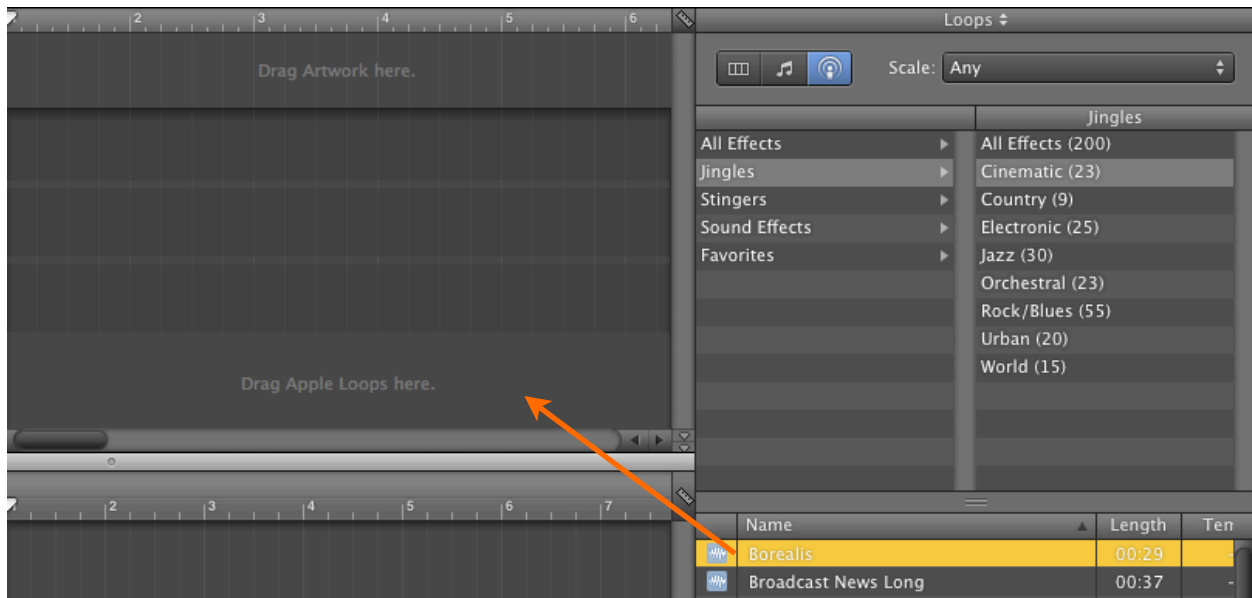 2 3 4 5 6
Drag Artwork here.
Drag Apple Loops here.
2 3 4 5 6 7
Loops
Scale: Any
Jingles
All Effects
Jingles
Stingers
Sound Effects
Favorites
All Effects (200)
Cinematic (23)
Country (9)
Electronic (25)
Jazz (30)
Orchestral (23)
Rock/Blues (55)
Urban (20)
World (15)
Name Length Ten
Borealis 00:29 -
Broadcast News Long 00:37 -